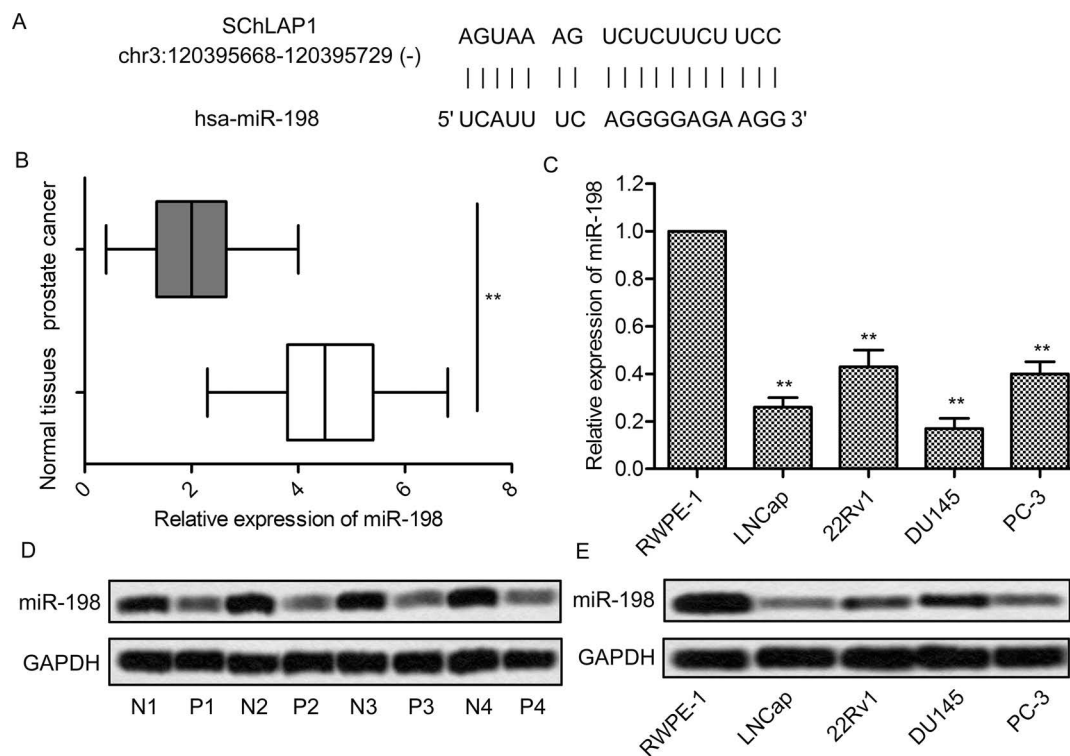 A
SChLAP1
chr3:120395668-120395729 (-)
AGUAA AG UCUCUUCU UCC
hsa-miR-198
5' UCAUU UC AGGGGAGA AGG 3'
B
Normal tissues prostate cancer
**
0 2 4 6 8
Relative expression of miR-198
C
Relative expression of miR-198
1.2
1.0
0.8
0.6
0.4
0.2
0.0
** ** ** **
RWPE-1 LNCap 22Rv1 DU145 PC-3
D
miR-198
GAPDH
N1 P1 N2 P2 N3 P3 N4 P4
E
miR-198
GAPDH
RWPE-1 LNCap 22Rv1 DU145 PC-3